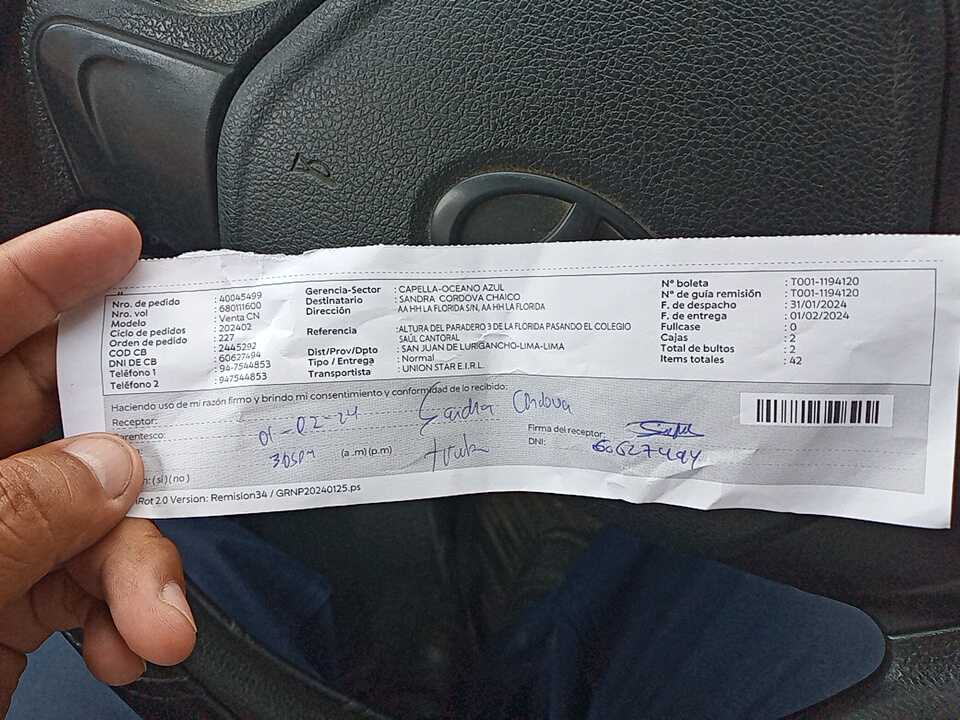 Nro. de pedido : 40045499
Nro. vol : 680111600
Modelo : Venta CN
Ciclo de pedidos : 202402
Orden de pedido : 227
COD CB : 2445292
DNI DE CB : 60627494
Teléfono 1 : 94-7544853
Teléfono 2 : 947544853
Gerencia-Sector : CAPELLA-OCEANO AZUL
Destinatario : SANDRA CORDOVA CHAICO
Dirección : AA HH LA FLORIDA S/N, AA HH LA FLORIDA
Referencia : ALTURA DEL PARADERO 3 DE LA FLORIDA PASANDO EL COLEGIO
SAÚL CANTORAL
Dist/Prov/Dpto : SAN JUAN DE LURIGANCHO-LIMA-LIMA
Tipo / Entrega : Normal
Transportista : UNION STAR E.I.R.L.
N° boleta : T001-1194120
N° de guía remisión : T001-1194120
F. de despacho : 31/01/2024
F. de entrega : 01/02/2024
Fullcase : 0
Cajas : 2
Total de bultos : 2
Items totales : 42
Haciendo uso de mi razón firmo y brindo mi consentimiento y conformidad de lo recibido:
Receptor: Sandra Cordova
arentesco:
01-02-24
3:05PM (a.m)(p.m)
Firma del receptor:
DNI: 60627494
n: (si) (no)
Rot 2.0 Version: Remision34 / GRNP20240125.ps